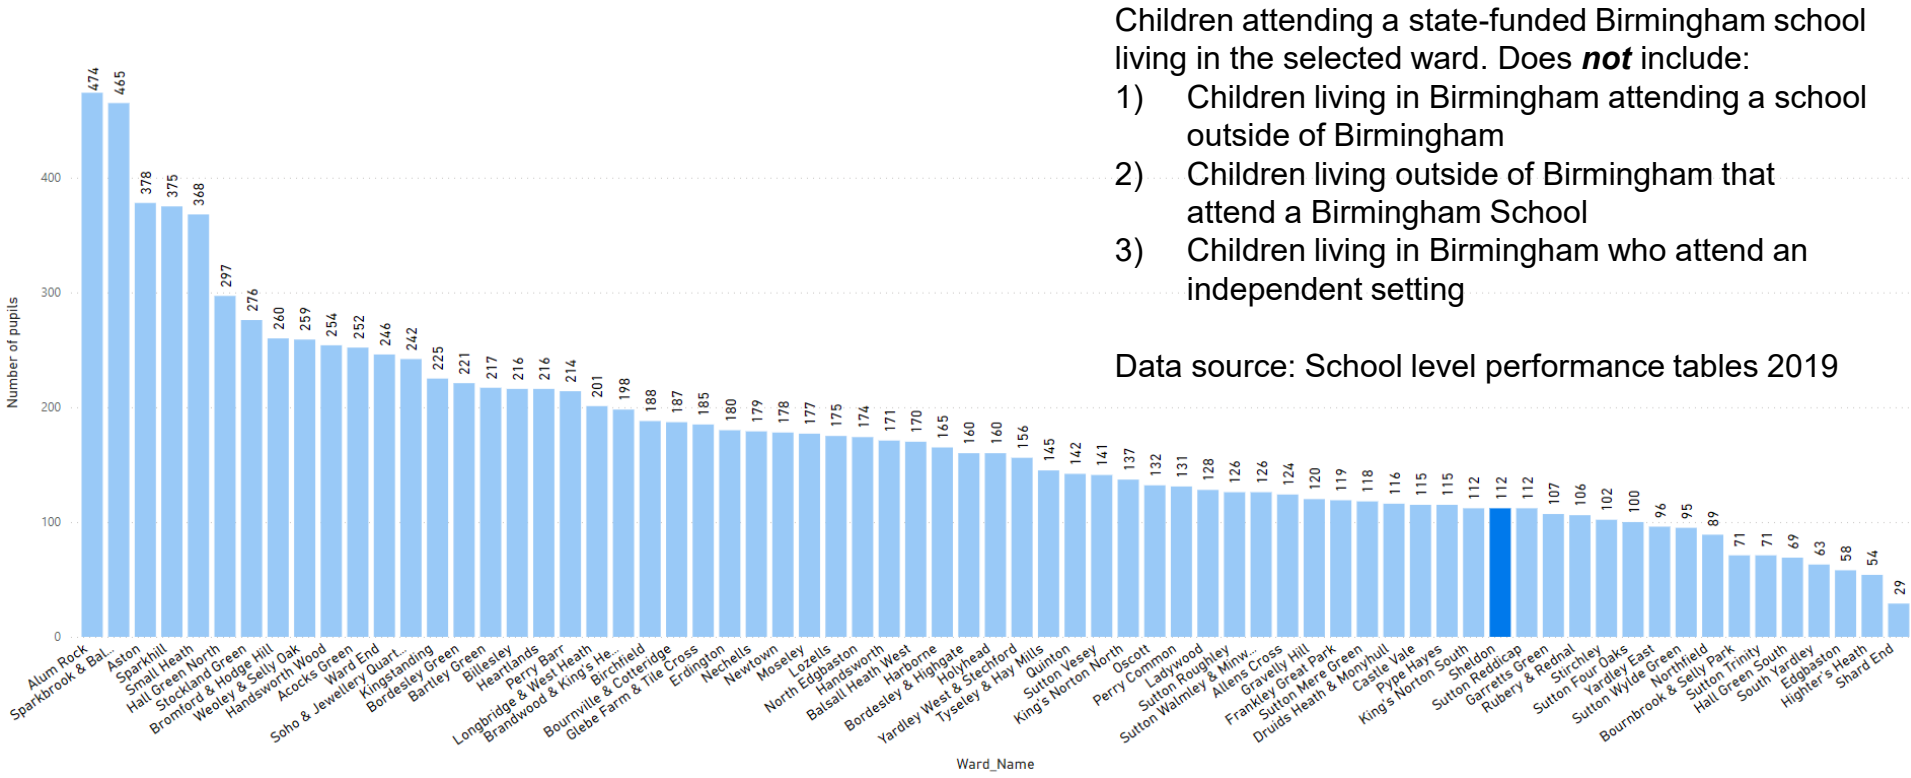 Children attending a state-funded Birmingham school
living in the selected ward. Does not include:
1) Children living in Birmingham attending a school
outside of Birmingham
2) Children living outside of Birmingham that
attend a Birmingham School
3) Children living in Birmingham who attend an
independent setting
Data source: School level performance tables 2019
Number of pupils
400
300
200
100
0
474
465
378
375
368
297
276
260
259
254
252
246
242
225
221
217
216
216
214
201
198
188
187
185
180
179
178
177
175
174
171
170
165
160
160
156
145
142
141
137
132
131
128
126
126
124
120
119
118
116
115
115
112
112
112
107
106
102
100
96
95
89
71
71
69
63
58
54
29
Alum Rock
Sparkbrook & Bal...
Aston
Sparkhill
Small Heath
Hall Green North
Stockland Green
Bromford & Hodge Hill
Weoley & Selly Oak
Handsworth Wood
Acocks Green
Ward End
Soho & Jewellery Quart...
Kingstanding
Bordesley Green
Bartley Green
Billesley
Heartlands
Perry Barr
Longbridge & West Heath
Brandwood & King's He...
Birchfield
Bournville & Cotteridge
Glebe Farm & Tile Cross
Erdington
Nechells
Newtown
Moseley
Lozells
North Edgbaston
Handsworth
Balsall Heath West
Harborne
Bordesley & Highgate
Holyhead
Yardley West & Stechford
Tyseley & Hay Mills
Quinton
Sutton Vesey
King's Norton North
Oscott
Perry Common
Ladywood
Sutton Roughley
Sutton Walmley & Minw...
Allens Cross
Gravelly Hill
Frankley Great Park
Sutton Mere Green
Druids Heath & Monyhull
Castle Vale
Pype Hayes
King's Norton South
Sheldon
Sutton Reddicap
Garretts Green
Rubery & Rednal
Stirchley
Sutton Four Oaks
Yardley East
Sutton Wylde Green
Northfield
Bournbrook & Selly Park
Sutton Trinity
Hall Green South
South Yardley
Edgbaston
Highter's Heath
Shard End
Ward_Name